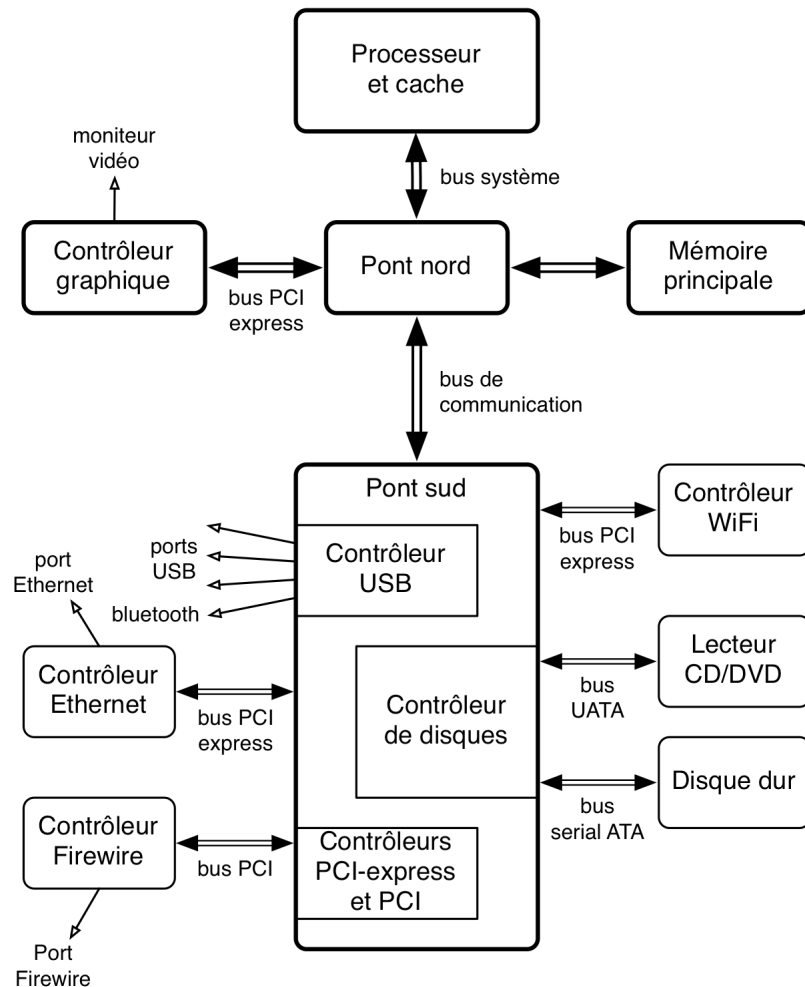 Processeur
et cache
moniteur
vidéo
bus système
Contrôleur
graphique
bus PCI
express
Pont nord
Mémoire
principale
bus de
communication
Pont sud
Contrôleur
WiFi
bus PCI
express
ports
USB
bluetooth
Contrôleur
USB
port
Ethernet
Contrôleur
Ethernet
bus PCI
express
Contrôleur
de disques
bus
UATA
Lecteur
CD/DVD
bus
serial ATA
Disque dur
Contrôleur
Firewire
bus PCI
Contrôleurs
PCI-express
et PCI
Port
Firewire